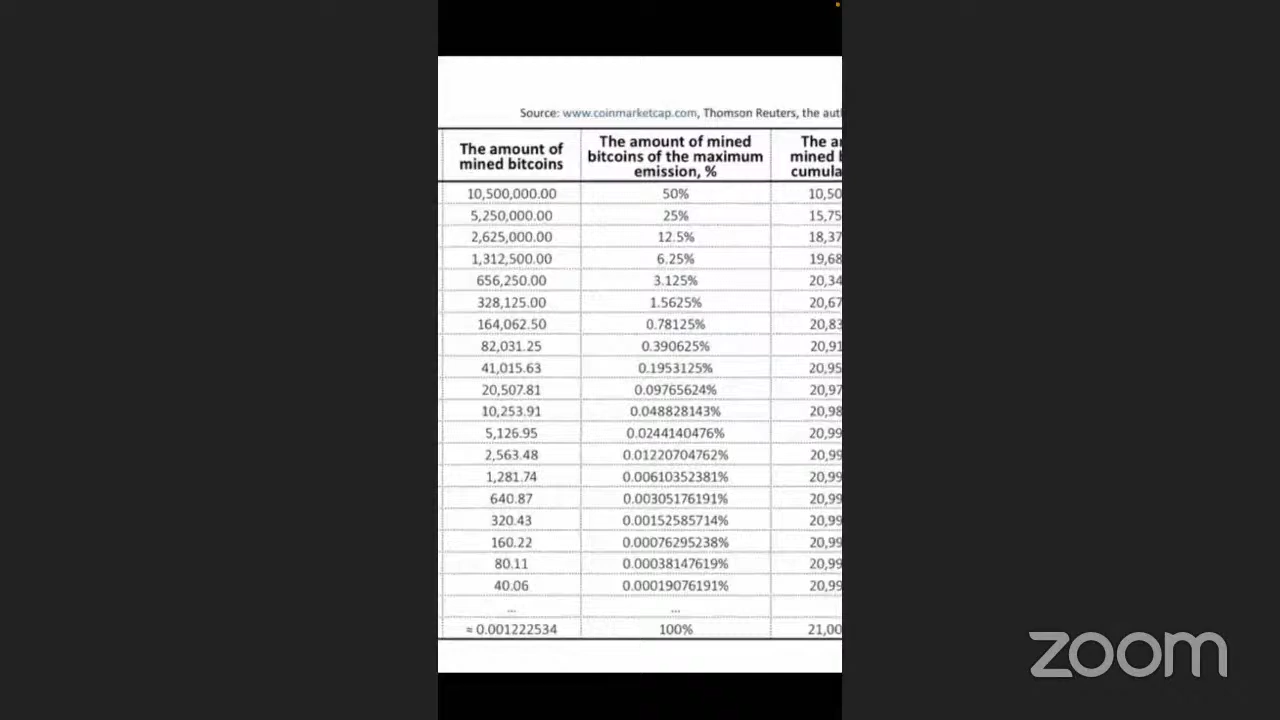 Source: www.coinmarketcap.com, Thomson Reuters, the aut
The amount of mined bitcoins | The amount of mined bitcoins of the maximum emission, % | The a mined cumula
10,500,000.00 50% 10,50
5,250,000.00 25% 15,75
2,625,000.00 12.5% 18,37
1,312,500.00 6.25% 19,68
656,250.00 3.125% 20,34
328,125.00 1.5625% 20,67
164,062.50 0.78125% 20,83
82,031.25 0.390625% 20,91
41,015.63 0.1953125% 20,95
20,507.81 0.09765624% 20,97
10,253.91 0.048828143% 20,98
5,126.95 0.0244140476% 20,99
2,563.48 0.01220704762% 20,99
1,281.74 0.00610352381% 20,99
640.87 0.00305176191% 20,99
320.43 0.00152585714% 20,99
160.22 0.00076295238% 20,99
80.11 0.00038147619% 20,99
40.06 0.00019076191% 20,99
... ...
≈ 0.001222534 100% 21,00
zoom